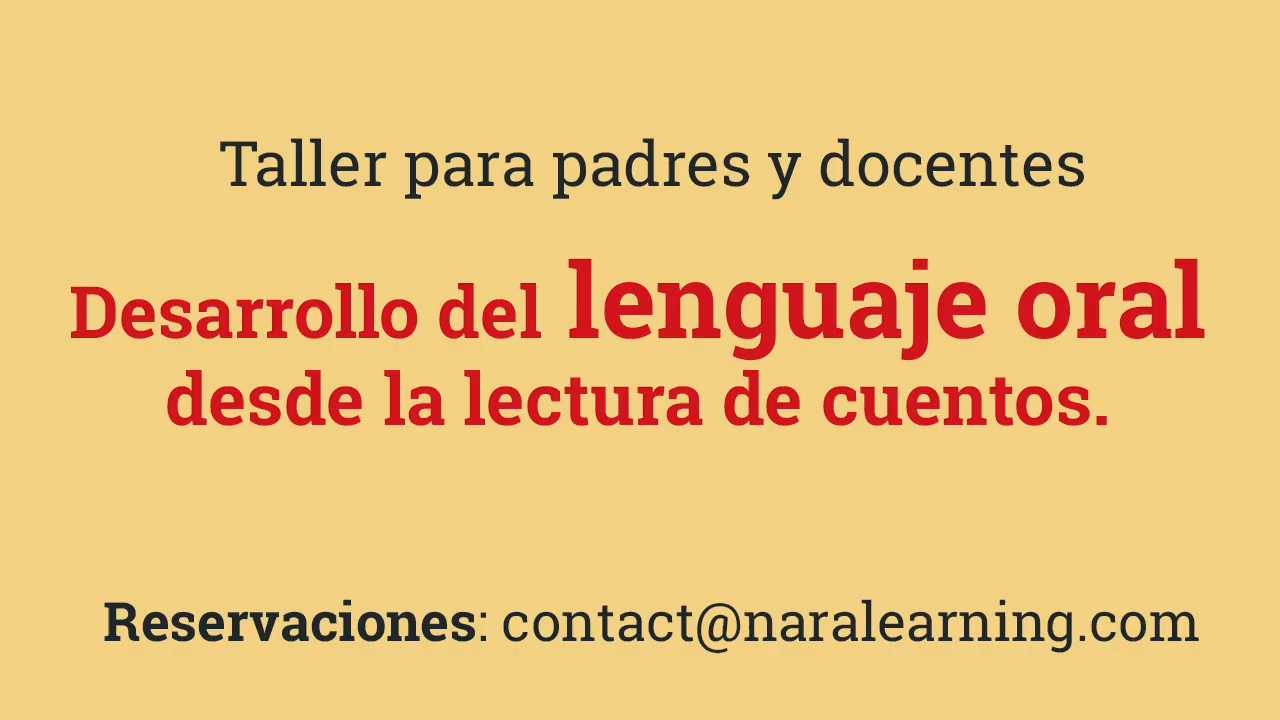 Taller para padres y docentes
Desarrollo del lenguaje oral
desde la lectura de cuentos.
Reservaciones: contact@naralearning.com